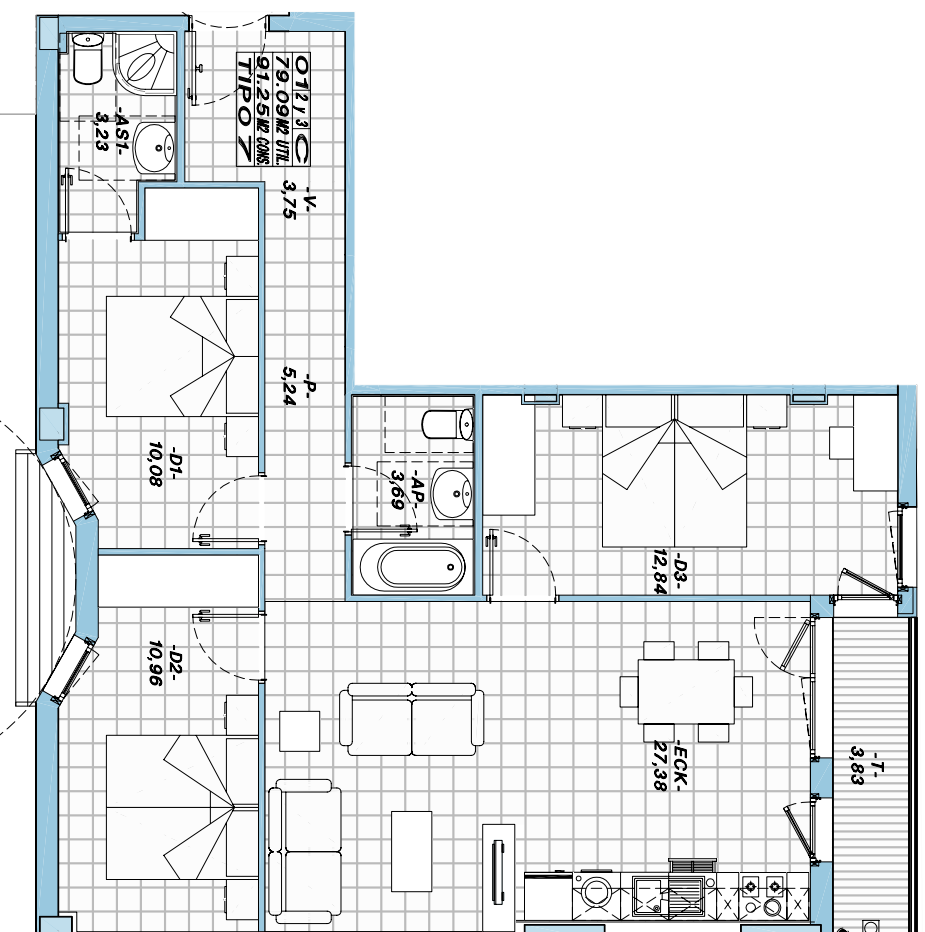 01 2 y 3 C
79.09 M2 UTIL.
91.25 M2 CONS.
TIPO 7
-AS1-
3,23
-V-
3,75
-P-
5,24
-D1-
10,08
-AP-
3,69
-D3-
12,84
-D2-
10,96
-ECK-
27,38
-T-
3,83